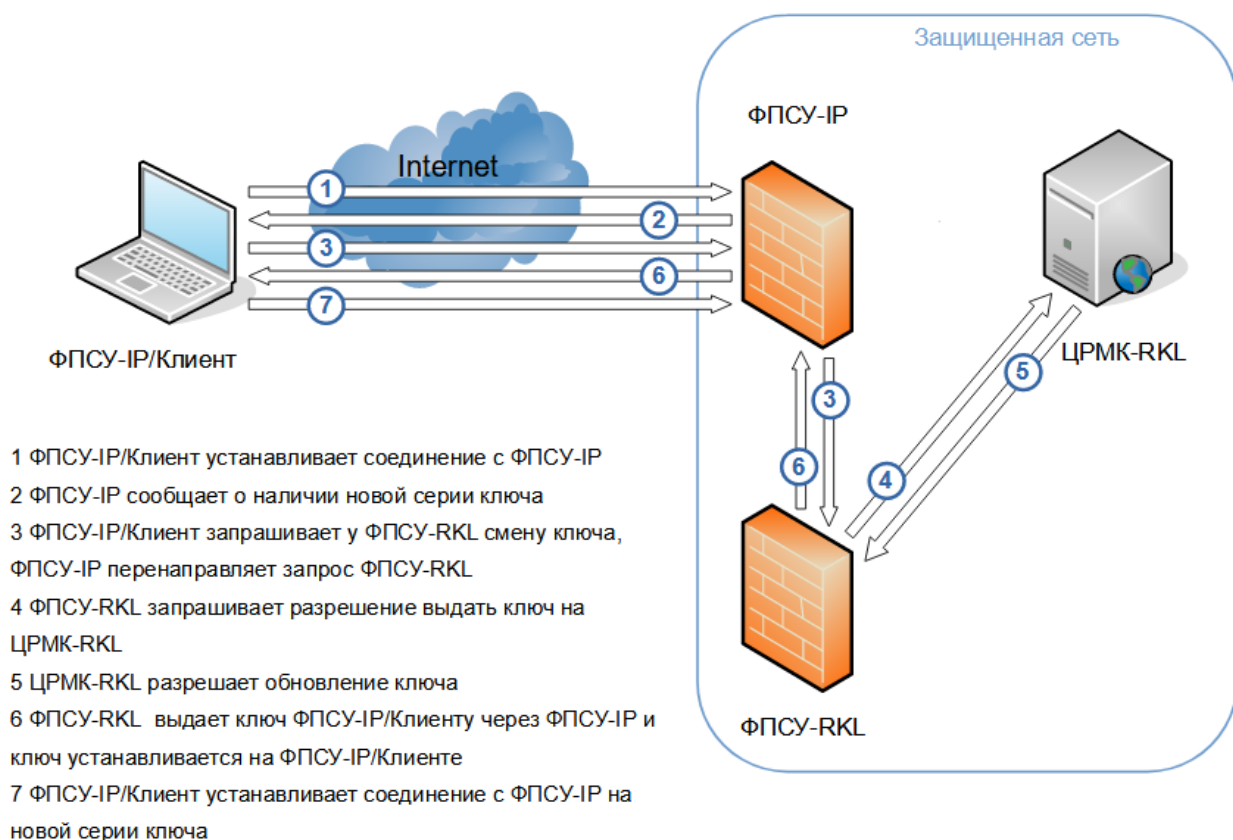 Защищенная сеть
ФПСУ-IP
Internet
1
2
3
6
7
ФПСУ-IP/Клиент
ЦРМК-RKL
3
5
6
4
ФПСУ-RKL
1 ФПСУ-IP/Клиент устанавливает соединение с ФПСУ-IP
2 ФПСУ-IP сообщает о наличии новой серии ключа
3 ФПСУ-IP/Клиент запрашивает у ФПСУ-RKL смену ключа,
ФПСУ-IP перенаправляет запрос ФПСУ-RKL
4 ФПСУ-RKL запрашивает разрешение выдать ключ на
ЦРМК-RKL
5 ЦРМК-RKL разрешает обновление ключа
6 ФПСУ-RKL выдает ключ ФПСУ-IP/Клиенту через ФПСУ-IP и
ключ устанавливается на ФПСУ-IP/Клиенте
7 ФПСУ-IP/Клиент устанавливает соединение с ФПСУ-IP на
новой серии ключа